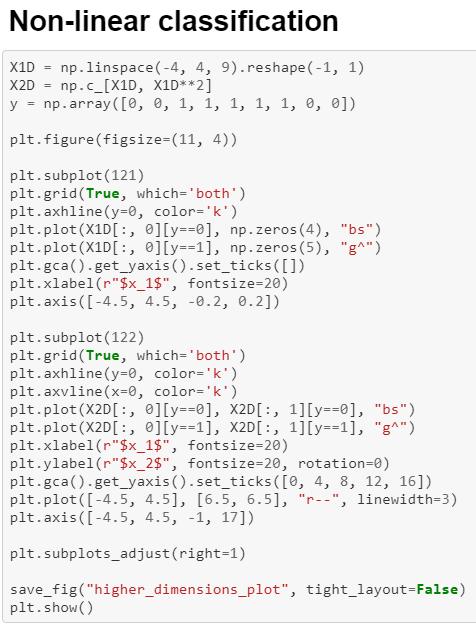 Non-linear classification
X1D = np.linspace(-4, 4, 9).reshape(-1, 1)
X2D = np.c_[X1D, X1D**2]
y = np.array([0, 0, 1, 1, 1, 1, 1, 0, 0])
plt.figure(figsize=(11, 4))
plt.subplot(121)
plt.grid(True, which='both')
plt.axhline(y=0, color='k')
plt.plot(X1D[:, 0][y==0], np.zeros(4), "bs")
plt.plot(X1D[:, 0][y==1], np.zeros(5), "g^")
plt.gca().get_yaxis().set_ticks([])
plt.xlabel(r"$x_1$", fontsize=20)
plt.axis([-4.5, 4.5, -0.2, 0.2])
plt.subplot(122)
plt.grid(True, which='both')
plt.axhline(y=0, color='k')
plt.axvline(x=0, color='k')
plt.plot(X2D[:, 0][y==0], X2D[:, 1][y==0], "bs")
plt.plot(X2D[:, 0][y==1], X2D[:, 1][y==1], "g^")
plt.xlabel(r"$x_1$", fontsize=20)
plt.ylabel(r"$x_2$", fontsize=20, rotation=0)
plt.gca().get_yaxis().set_ticks([0, 4, 8, 12, 16])
plt.plot([-4.5, 4.5], [6.5, 6.5], "r--", linewidth=3)
plt.axis([-4.5, 4.5, -1, 17])
plt.subplots_adjust(right=1)
save_fig("higher_dimensions_plot", tight_layout=False)
plt.show()